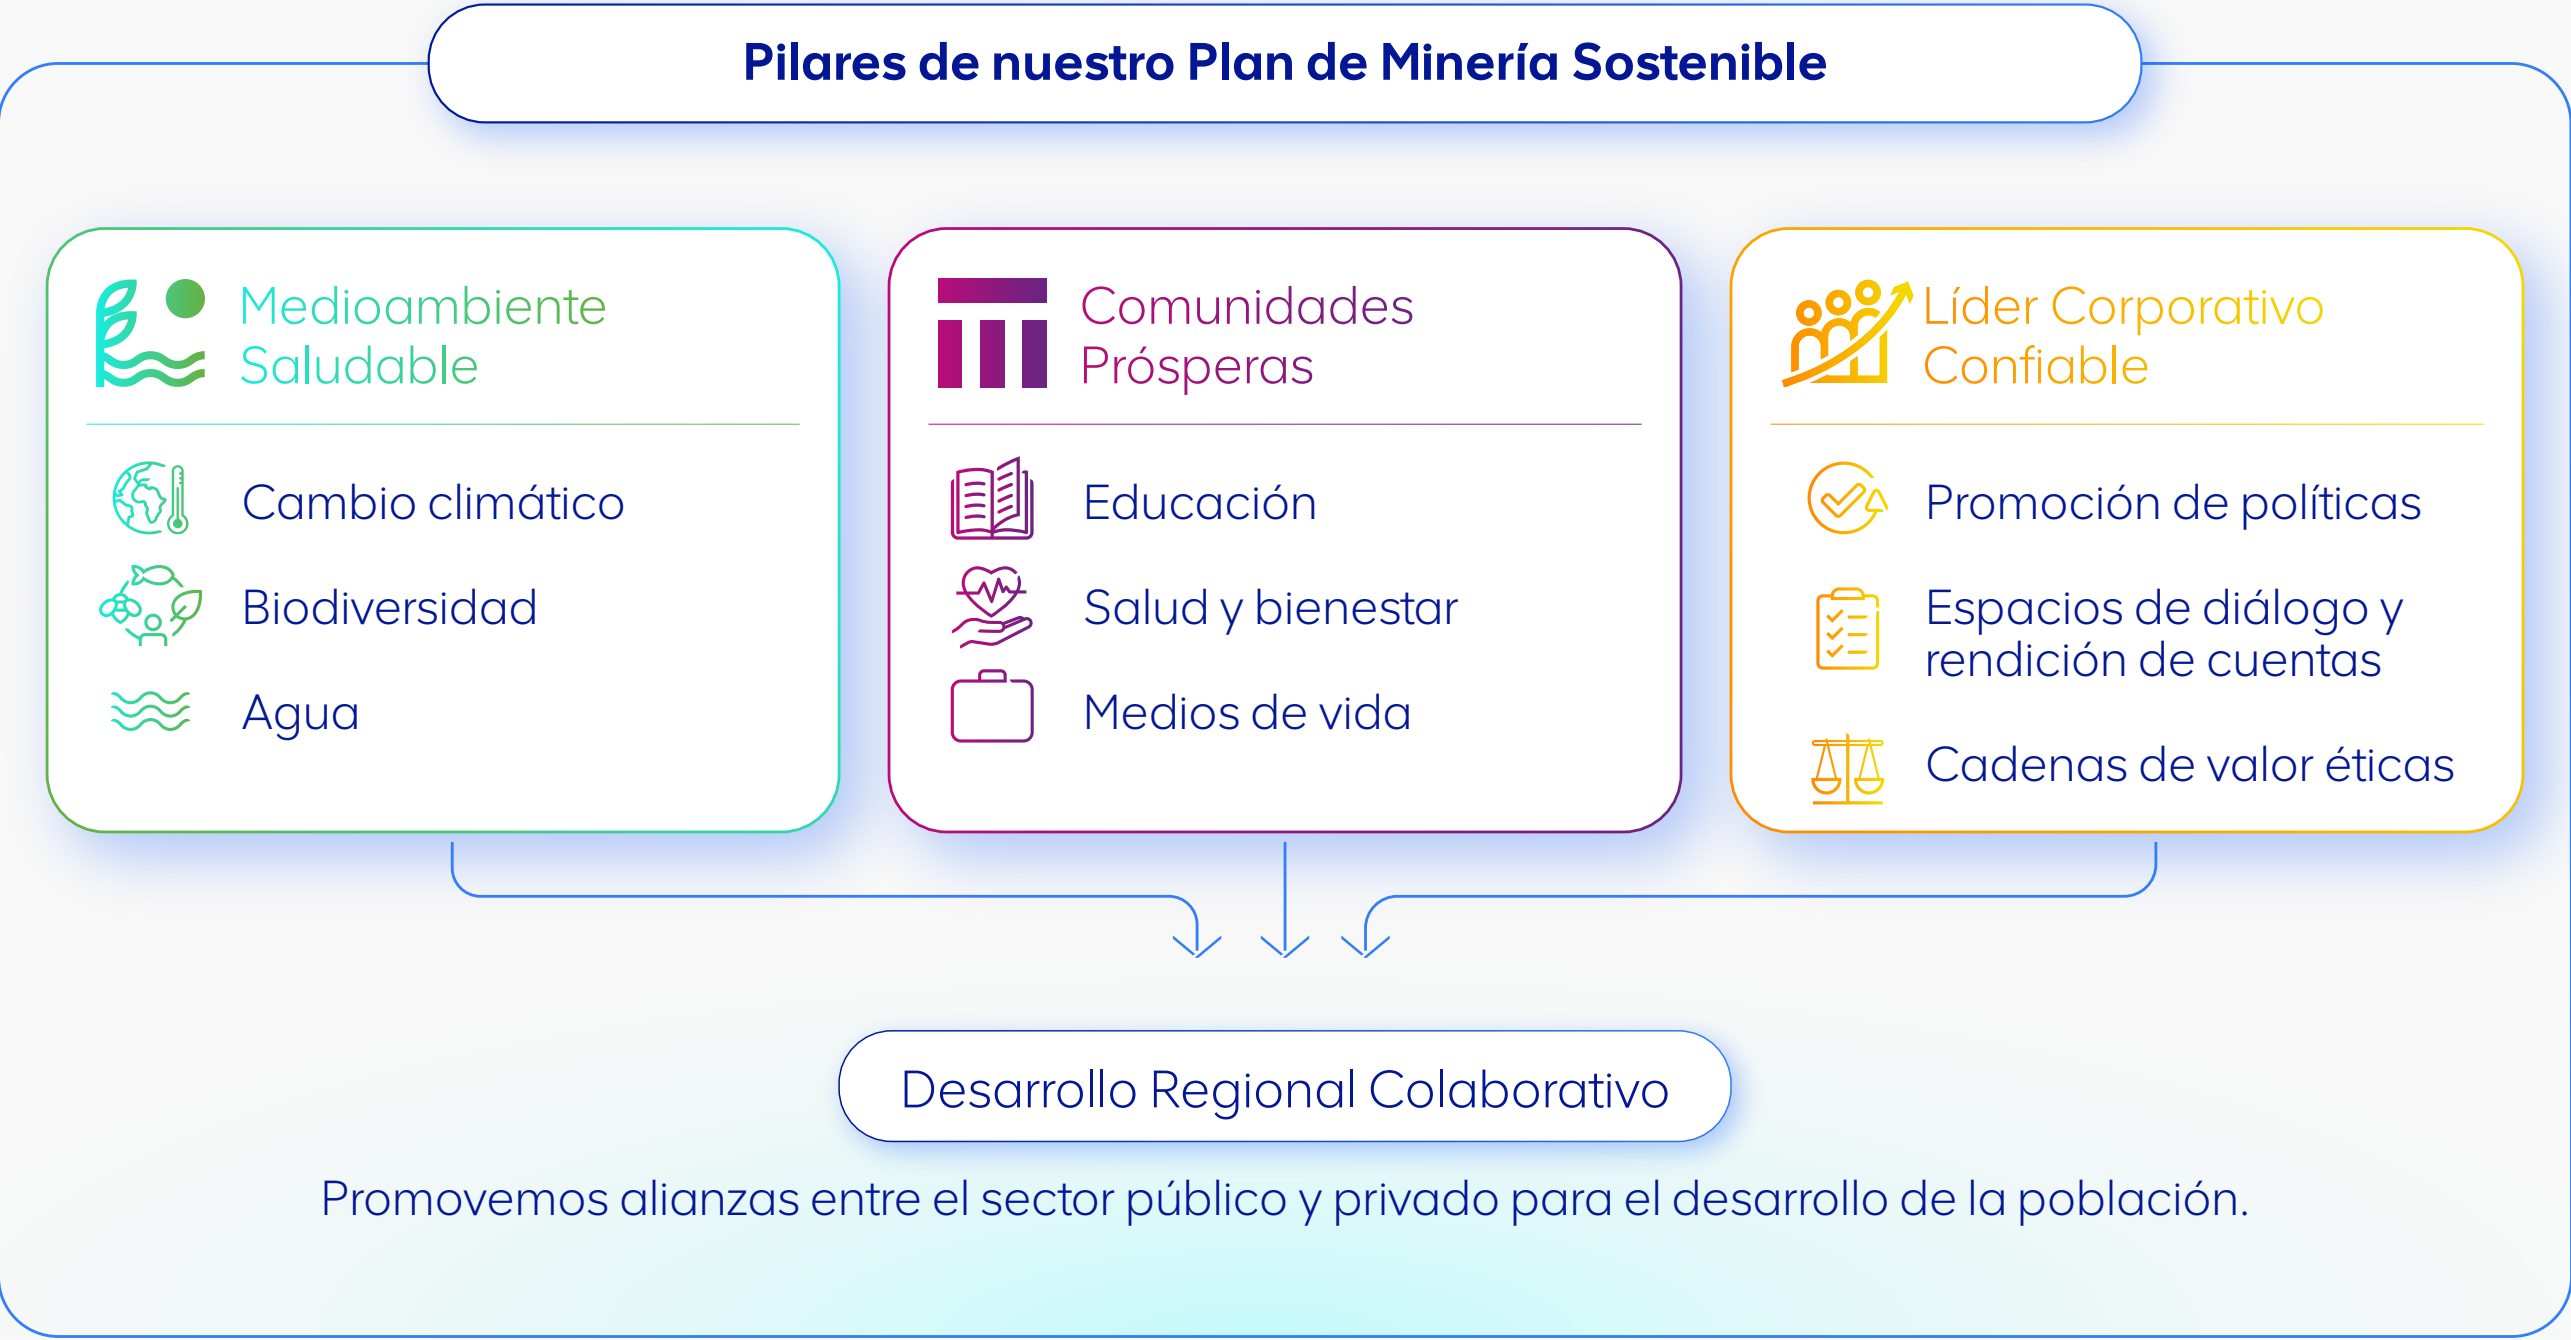 Pilares de nuestro Plan de Minería Sostenible
Medioambiente
Saludable
Cambio climático
Biodiversidad
Agua
Comunidades
Prósperas
Educación
Salud y bienestar
Medios de vida
Líder Corporativo
Confiable
Promoción de políticas
Espacios de diálogo y
rendición de cuentas
Cadenas de valor éticas
Desarrollo Regional Colaborativo
Promovemos alianzas entre el sector público y privado para el desarrollo de la población.